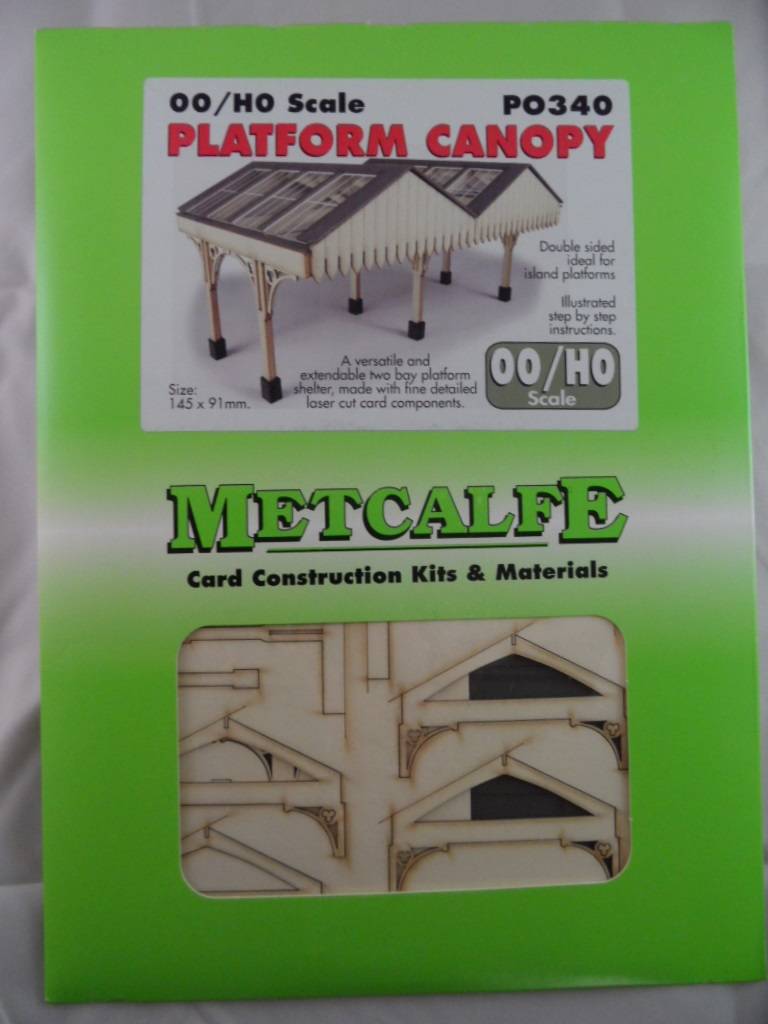 OO/HO Scale PO340
PLATFORM CANOPY
Double sided
ideal for
island platforms
Illustrated
step by step
instructions.
A versatile and
extendable two bay platform
shelter, made with fine detailed
laser cut card components.
Size:
145 x 91mm.
OO/HO
Scale
METCALFE
Card Construction Kits & Materials